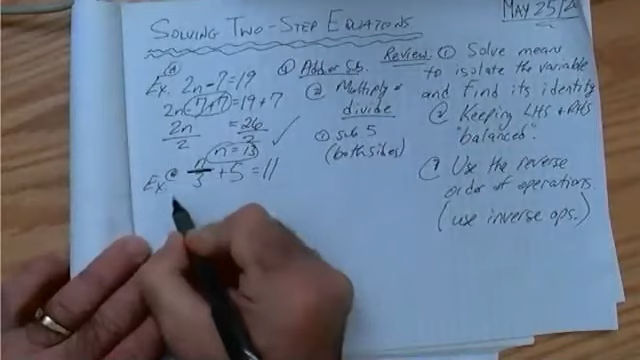 SOLVING TWO-STEP EQUATIONS
MAY 25/
Ex. ① 2n-7=19
2n-7+7=19+7
2n/2 = 26/2
n=13 ✓
Ex. ② n/3 +5=11
① Add or Sb.
② Multiply or
divide
① sub 5
(both sides)
Review: ① Solve means
to isolate the variable
and find its identity
② Keeping LHS + RHS
"balanced".
③ Use the reverse
order of operations
(use inverse ops.)